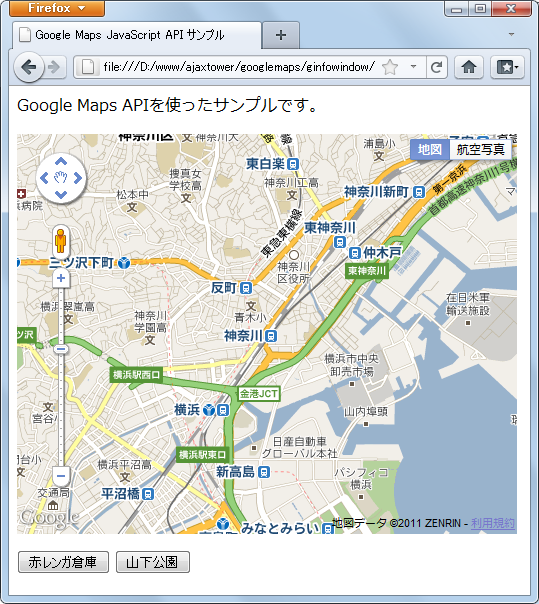 Firefox
Google Maps JavaScript API サンプル
file:///D:/www/ajaxtower/googlemaps/ginfowindow/
Google Maps APIを使ったサンプルです。
神奈川区
神奈川大
浦島小
地図
航空写真
東白楽
捜真女
学校高
神奈川工高
松本中
神奈川新町
第一京浜
首都高速神奈川1号横
病院
東急東横線
東神奈川
仲木戸
三ツ沢下町
神奈川
区役所
東神奈川
反町
在日米軍
輸送施設
横浜翠嵐高
神奈川
学園高
青木小
神奈川
ツ沢
横浜市中央
卸売市場
横浜駅西口
金港JCT
宮谷小
横浜
山内埠頭
日産自動車
グローバル本社
横浜駅東口
横浜平沼高
新高島
パシフィコ
横浜
岡台小
平沼橋
交通局
Google
みなとみらい
地図データ ©2011 ZENRIN - 利用規約
赤レンガ倉庫
山下公園